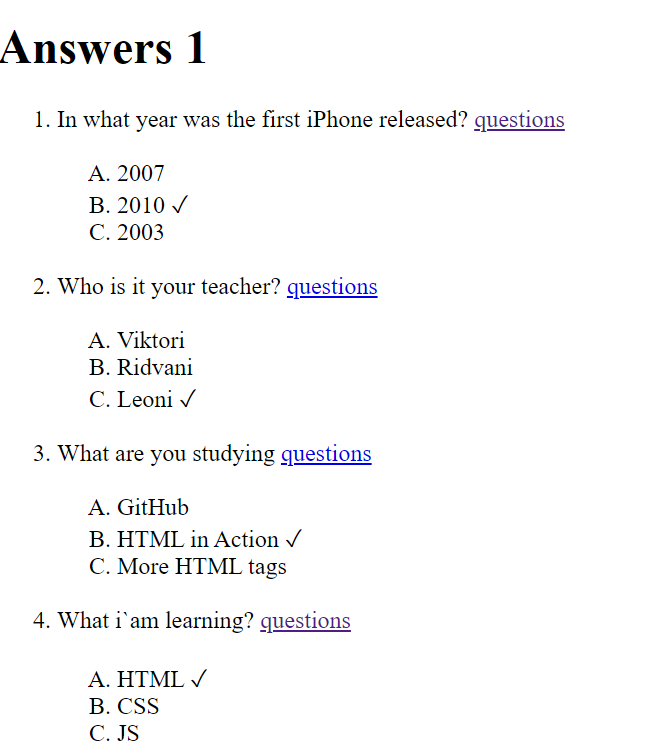 Answers 1
1. In what year was the first iPhone released? questions
A. 2007
B. 2010 ✓
C. 2003
2. Who is it your teacher? questions
A. Viktori
B. Ridvani
C. Leoni ✓
3. What are you studying questions
A. GitHub
B. HTML in Action ✓
C. More HTML tags
4. What i`am learning? questions
A. HTML ✓
B. CSS
C. JS